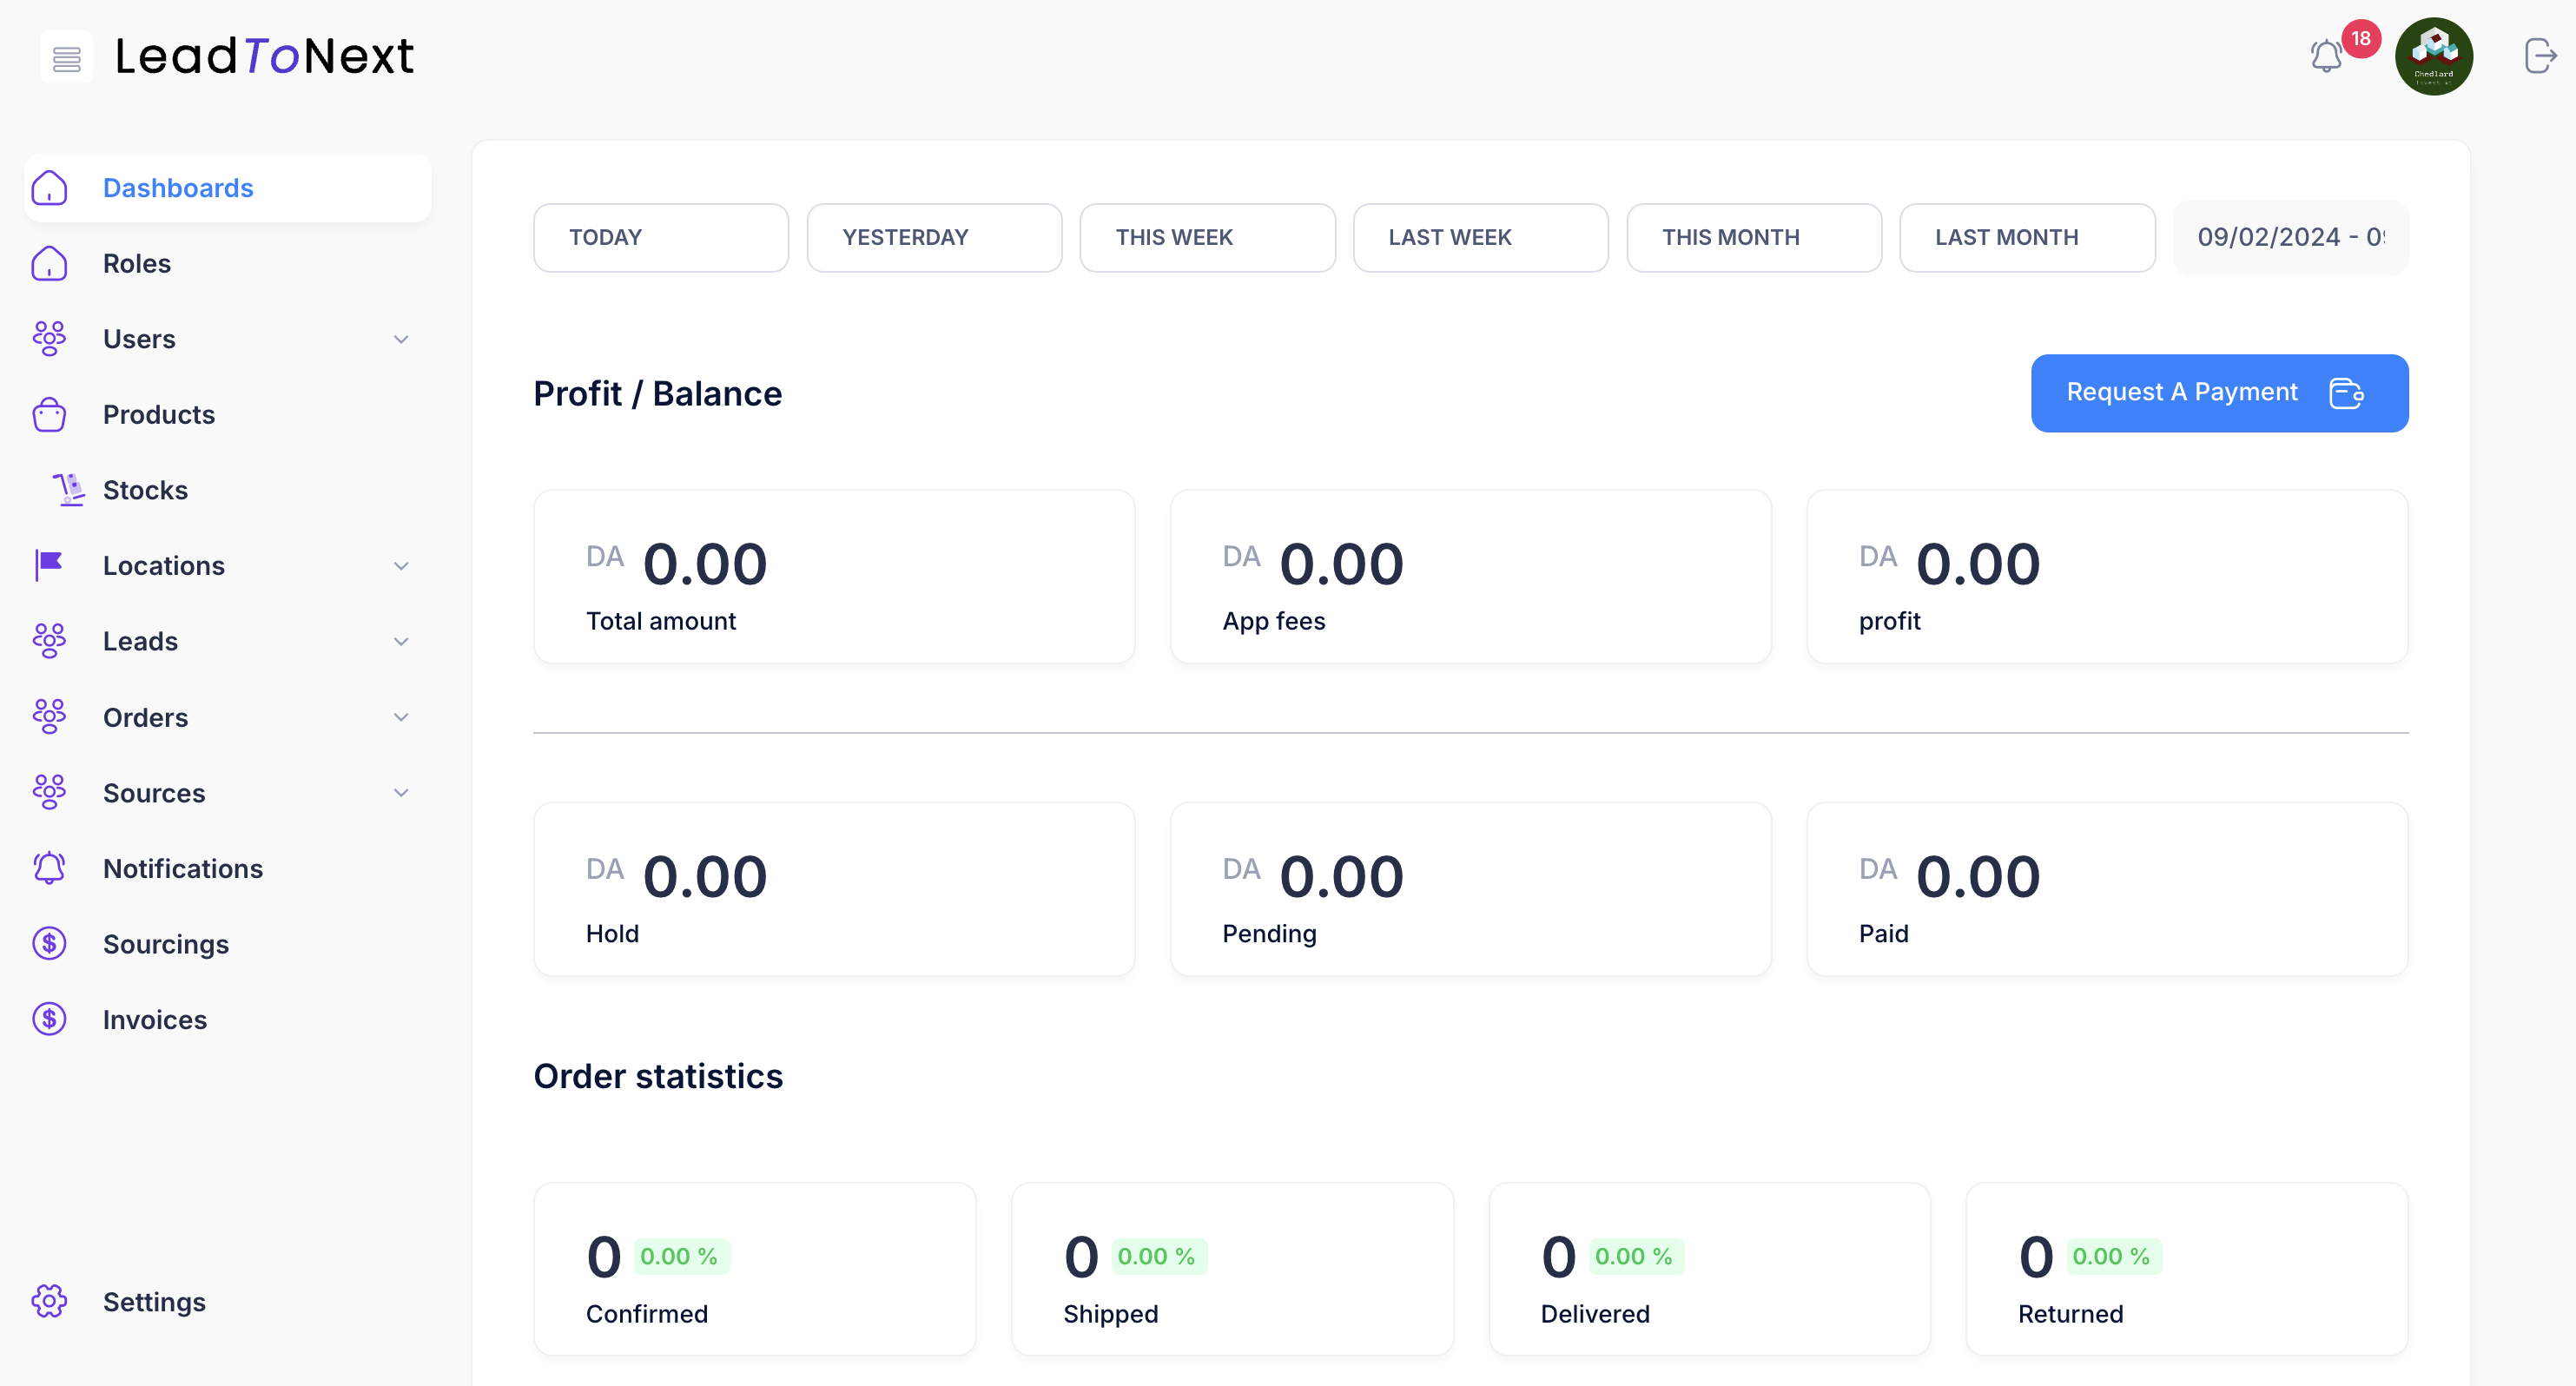 LeadToNext
18
Chedlard
Dashboards
Roles
Users
Products
Stocks
Locations
Leads
Orders
Sources
Notifications
Sourcings
Invoices
Settings
TODAY
YESTERDAY
THIS WEEK
LAST WEEK
THIS MONTH
LAST MONTH
09/02/2024 - 09
Profit / Balance
Request A Payment
DA 0.00
Total amount
DA 0.00
App fees
DA 0.00
profit
DA 0.00
Hold
DA 0.00
Pending
DA 0.00
Paid
Order statistics
0 0.00 %
Confirmed
0 0.00 %
Shipped
0 0.00 %
Delivered
0 0.00 %
Returned